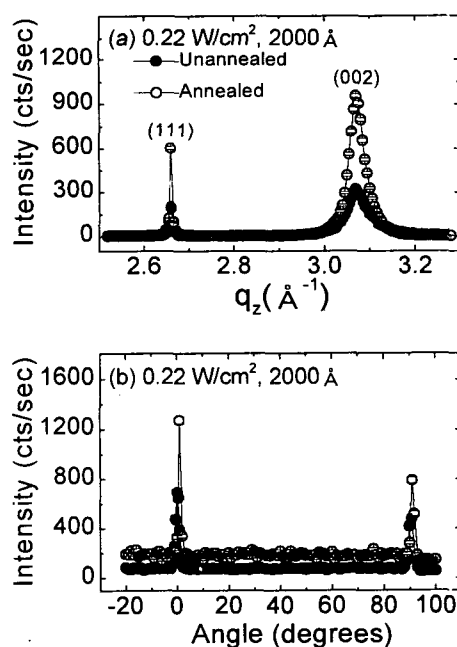 (a) 0.22 W/cm², 2000 Å
Unannealed
Annealed
(111)
(002)
Intensity (cts/sec)
1200
900
600
300
0
2.6 2.8 3.0 3.2
q_z(Å⁻¹)
(b) 0.22 W/cm², 2000 Å
Intensity (cts/sec)
1600
1200
800
400
0
-20 0 20 40 60 80 100
Angle (degrees)